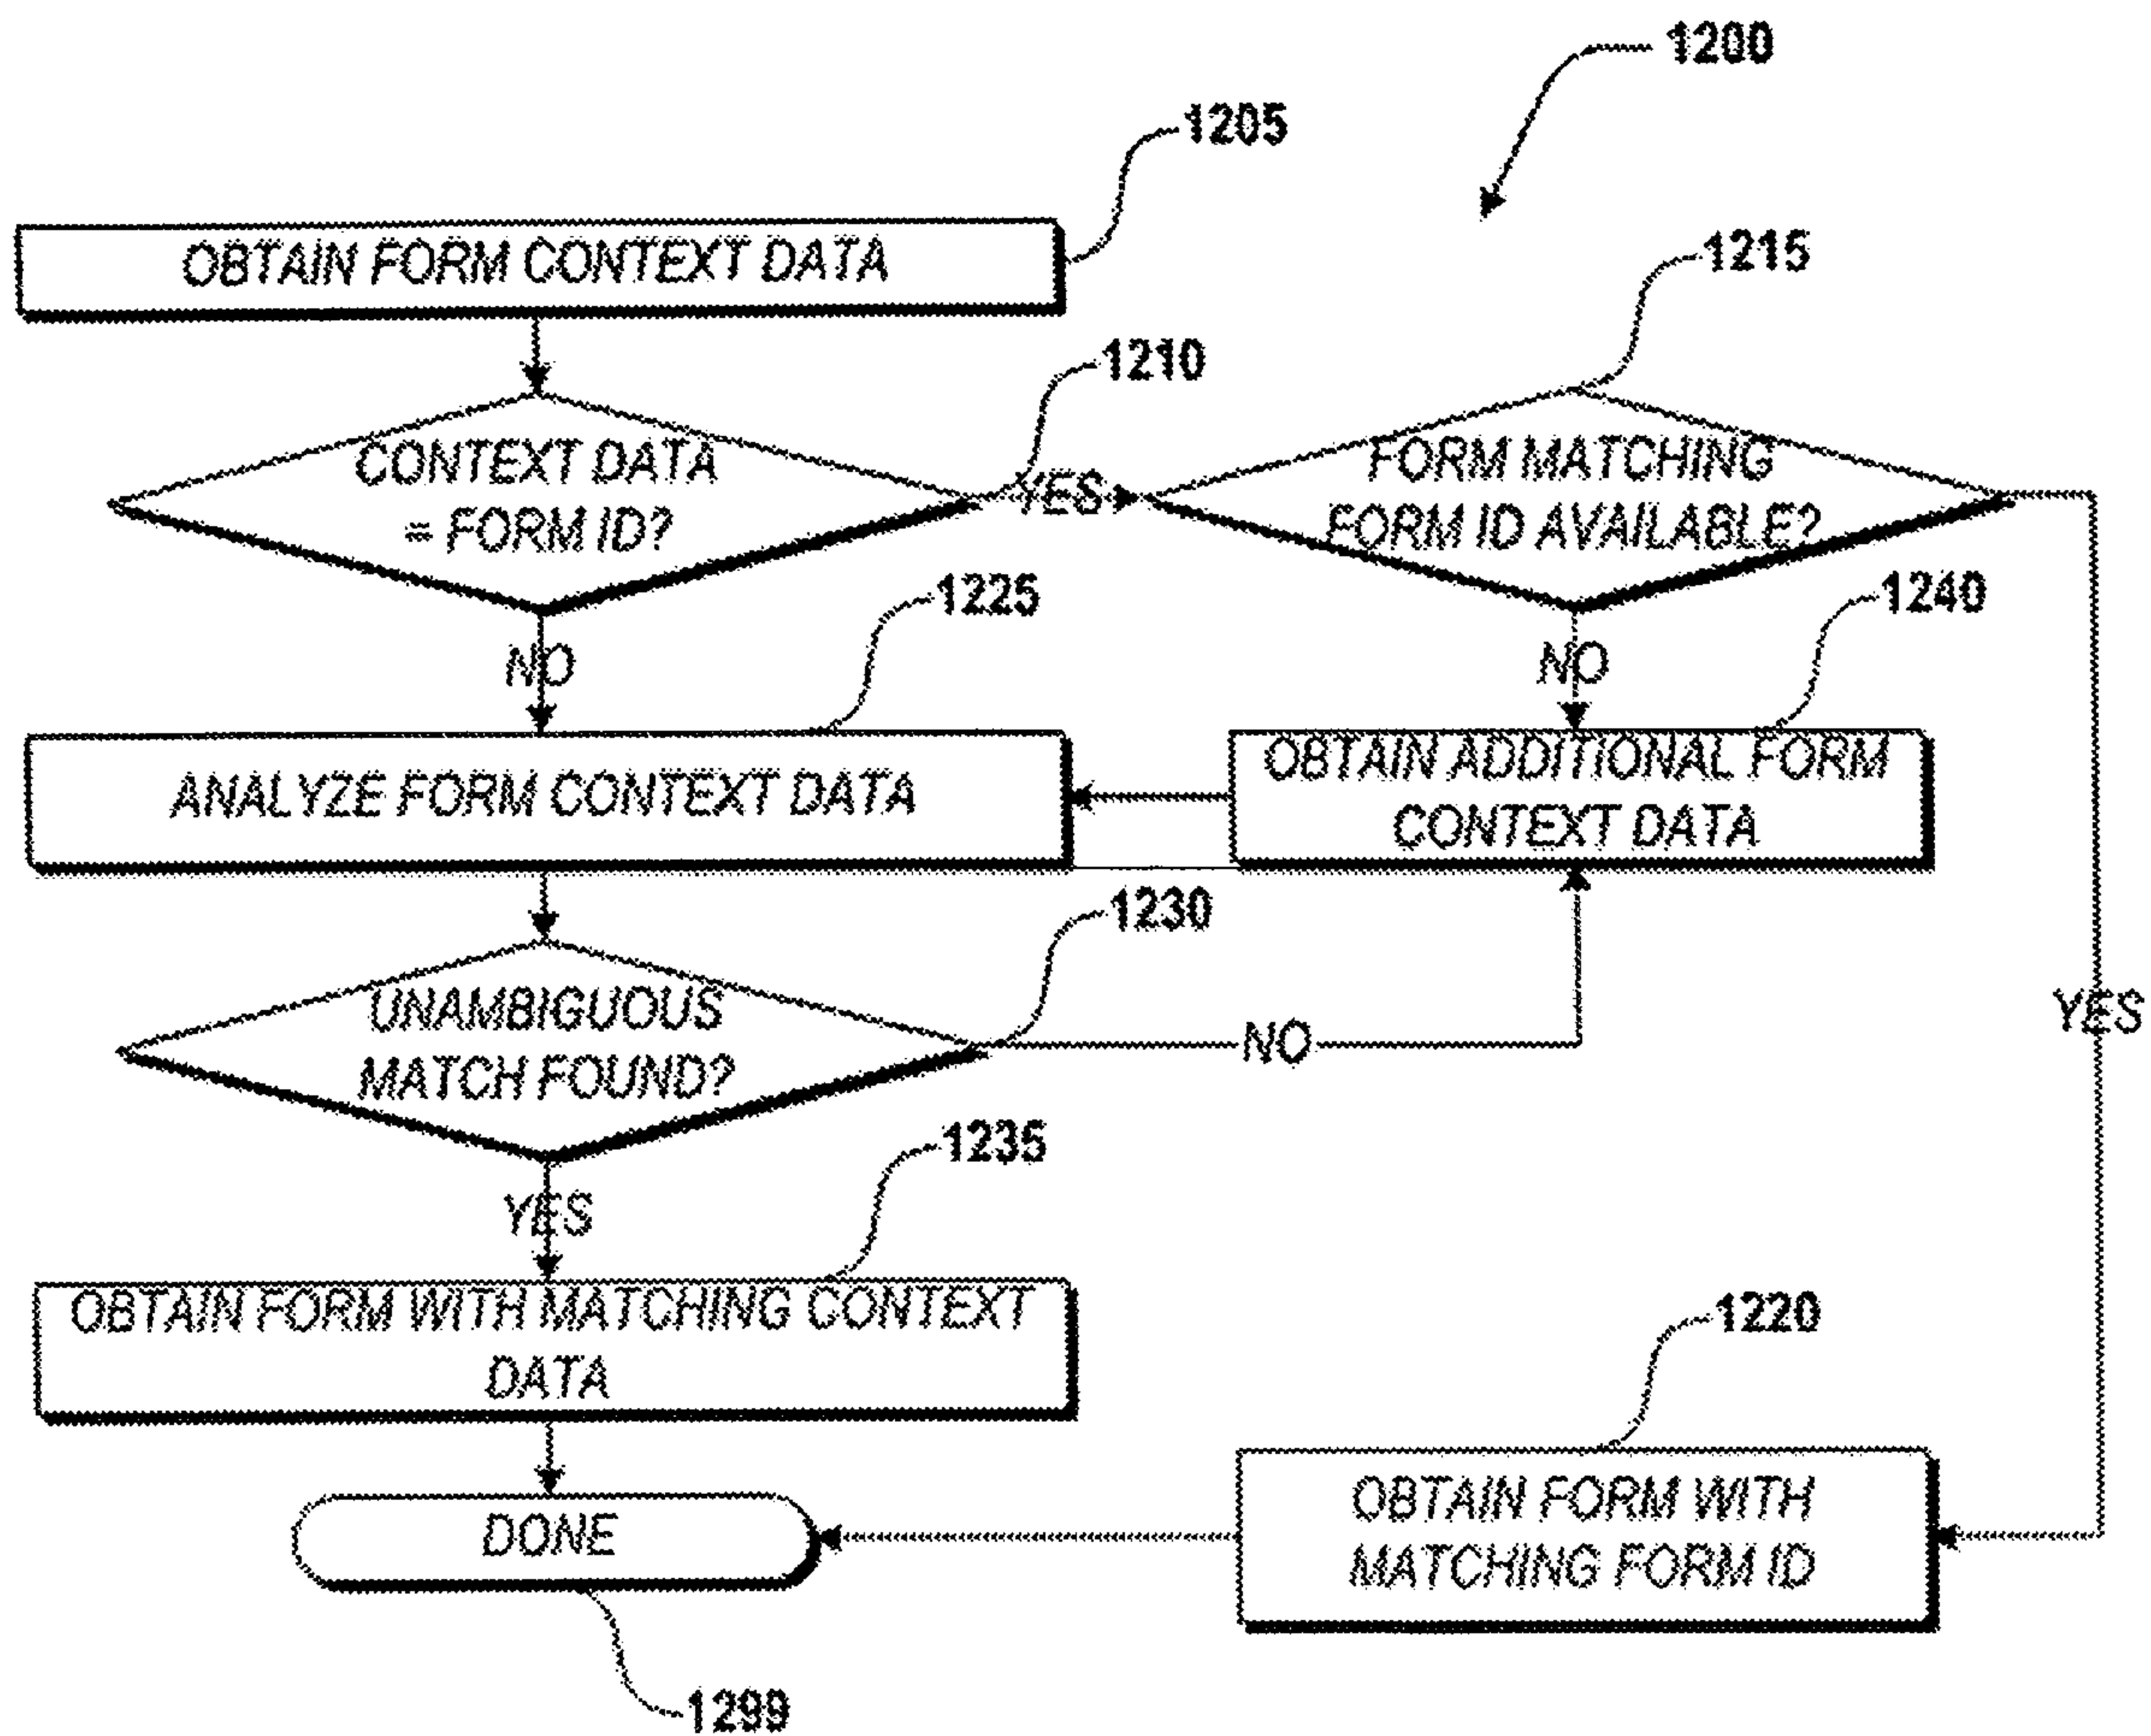 1200
1205
OBTAIN FORM CONTEXT DATA
1215
1210
CONTEXT DATA
= FORM ID?
YES
FORM MATCHING
FORM ID AVAILABLE?
1225
1240
NO
NO
ANALYZE FORM CONTEXT DATA
OBTAIN ADDITIONAL FORM
CONTEXT DATA
1230
UNAMBIGUOUS
MATCH FOUND?
NO
YES
1235
YES
OBTAIN FORM WITH MATCHING CONTEXT
DATA
1220
OBTAIN FORM WITH
MATCHING FORM ID
DONE
1299